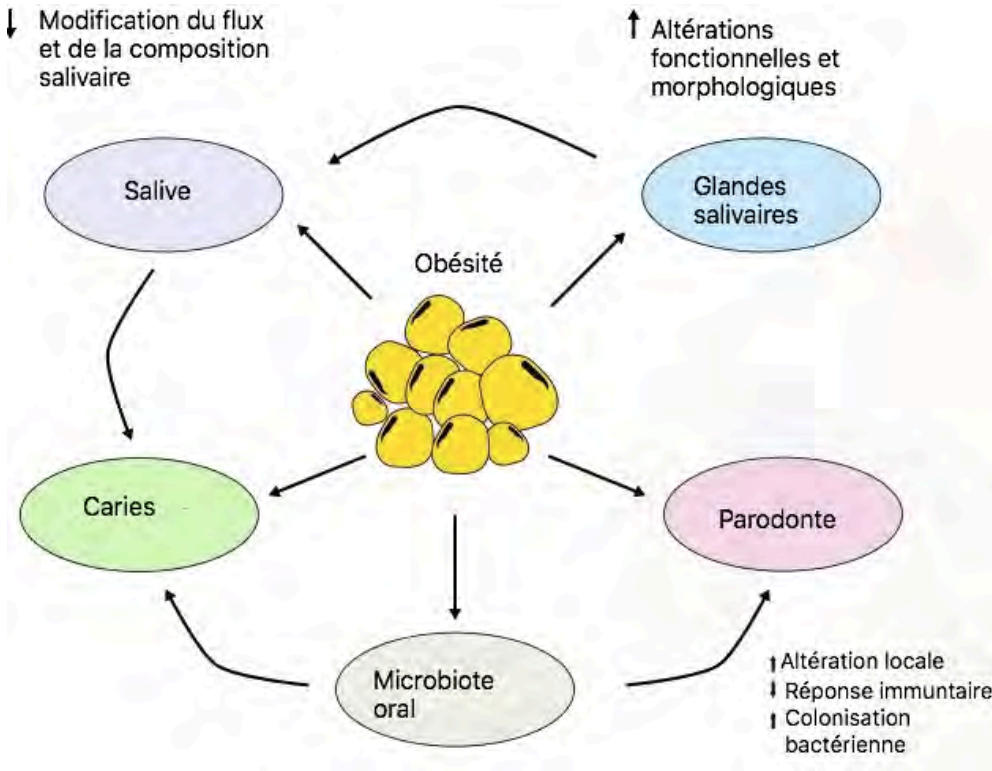 ↓ Modification du flux
et de la composition
salivaire
↑ Altérations
fonctionnelles et
morphologiques
Salive
Glandes
salivaires
Obésité
Caries
Parodonte
Microbiote
oral
↑ Altération locale
↓ Réponse immuntaire
↑ Colonisation
bactérienne